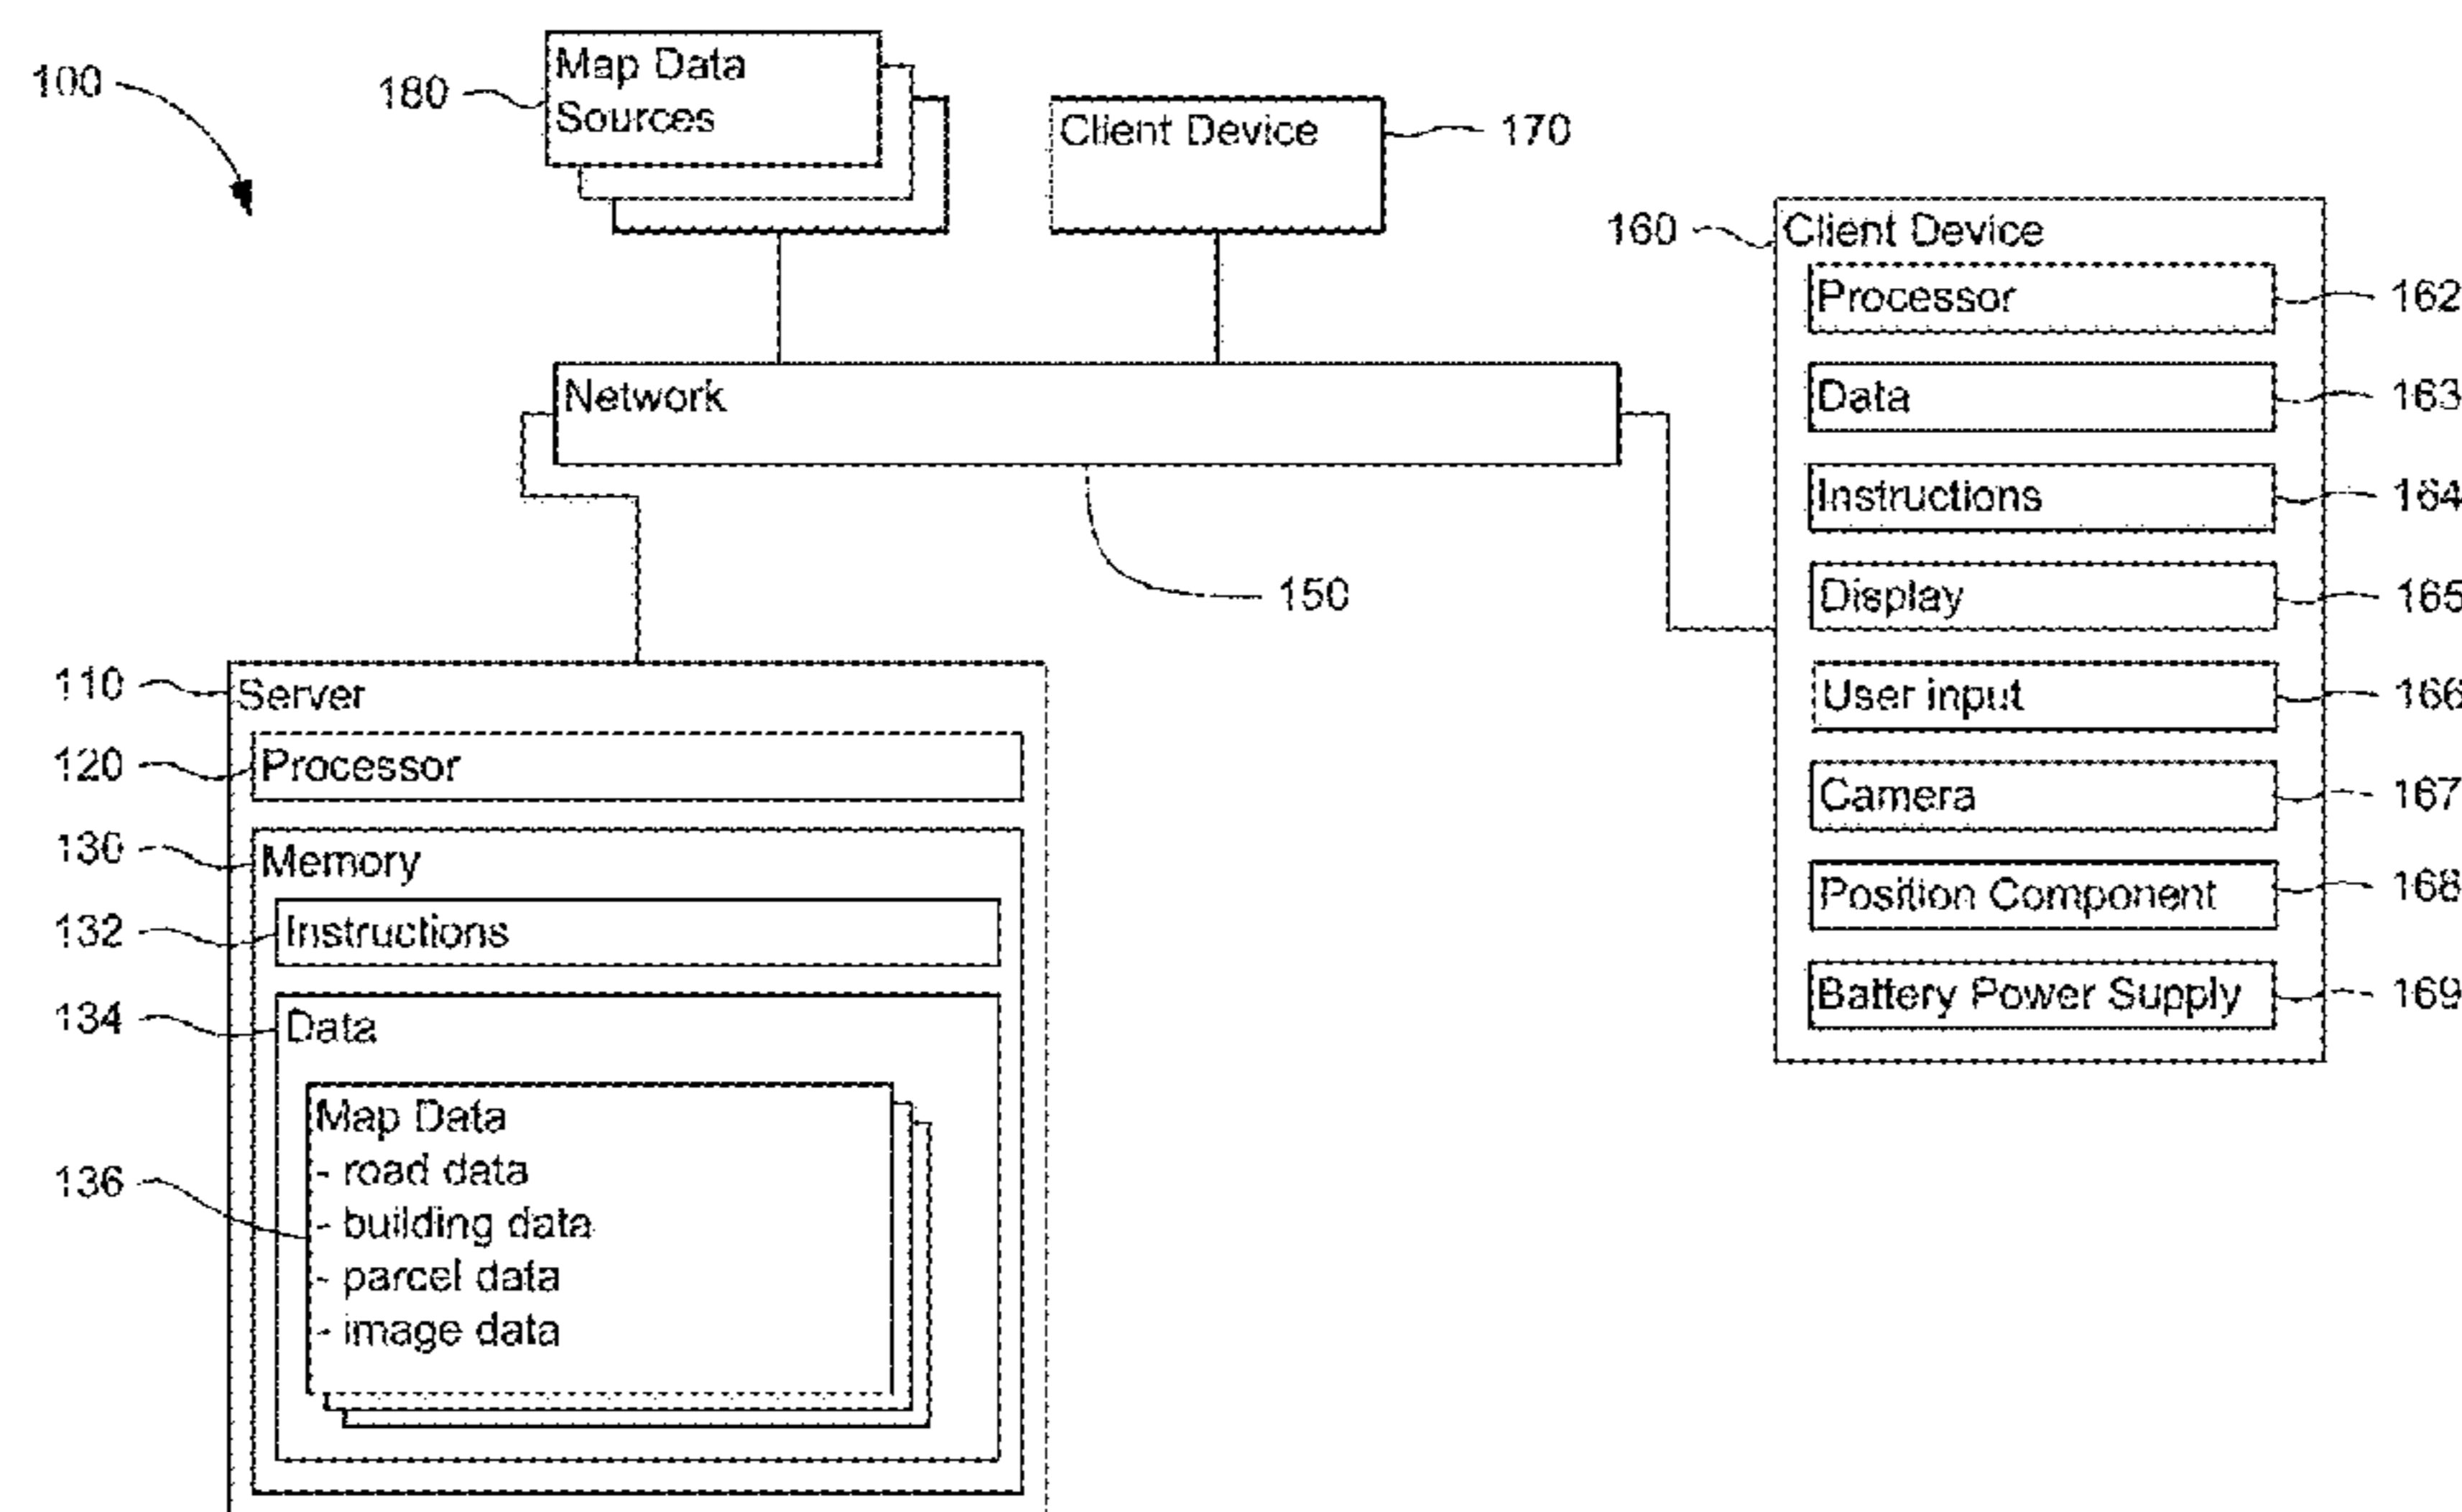 100
180
Map Data
Sources
Client Device
170
160
Client Device
Processor
162
Data
163
Instructions
164
Display
165
User input
166
Camera
167
Position Component
168
Battery Power Supply
169
Network
150
110
Server
120
Processor
130
Memory
132
Instructions
134
Data
136
Map Data
- road data
- building data
- parcel data
- image data